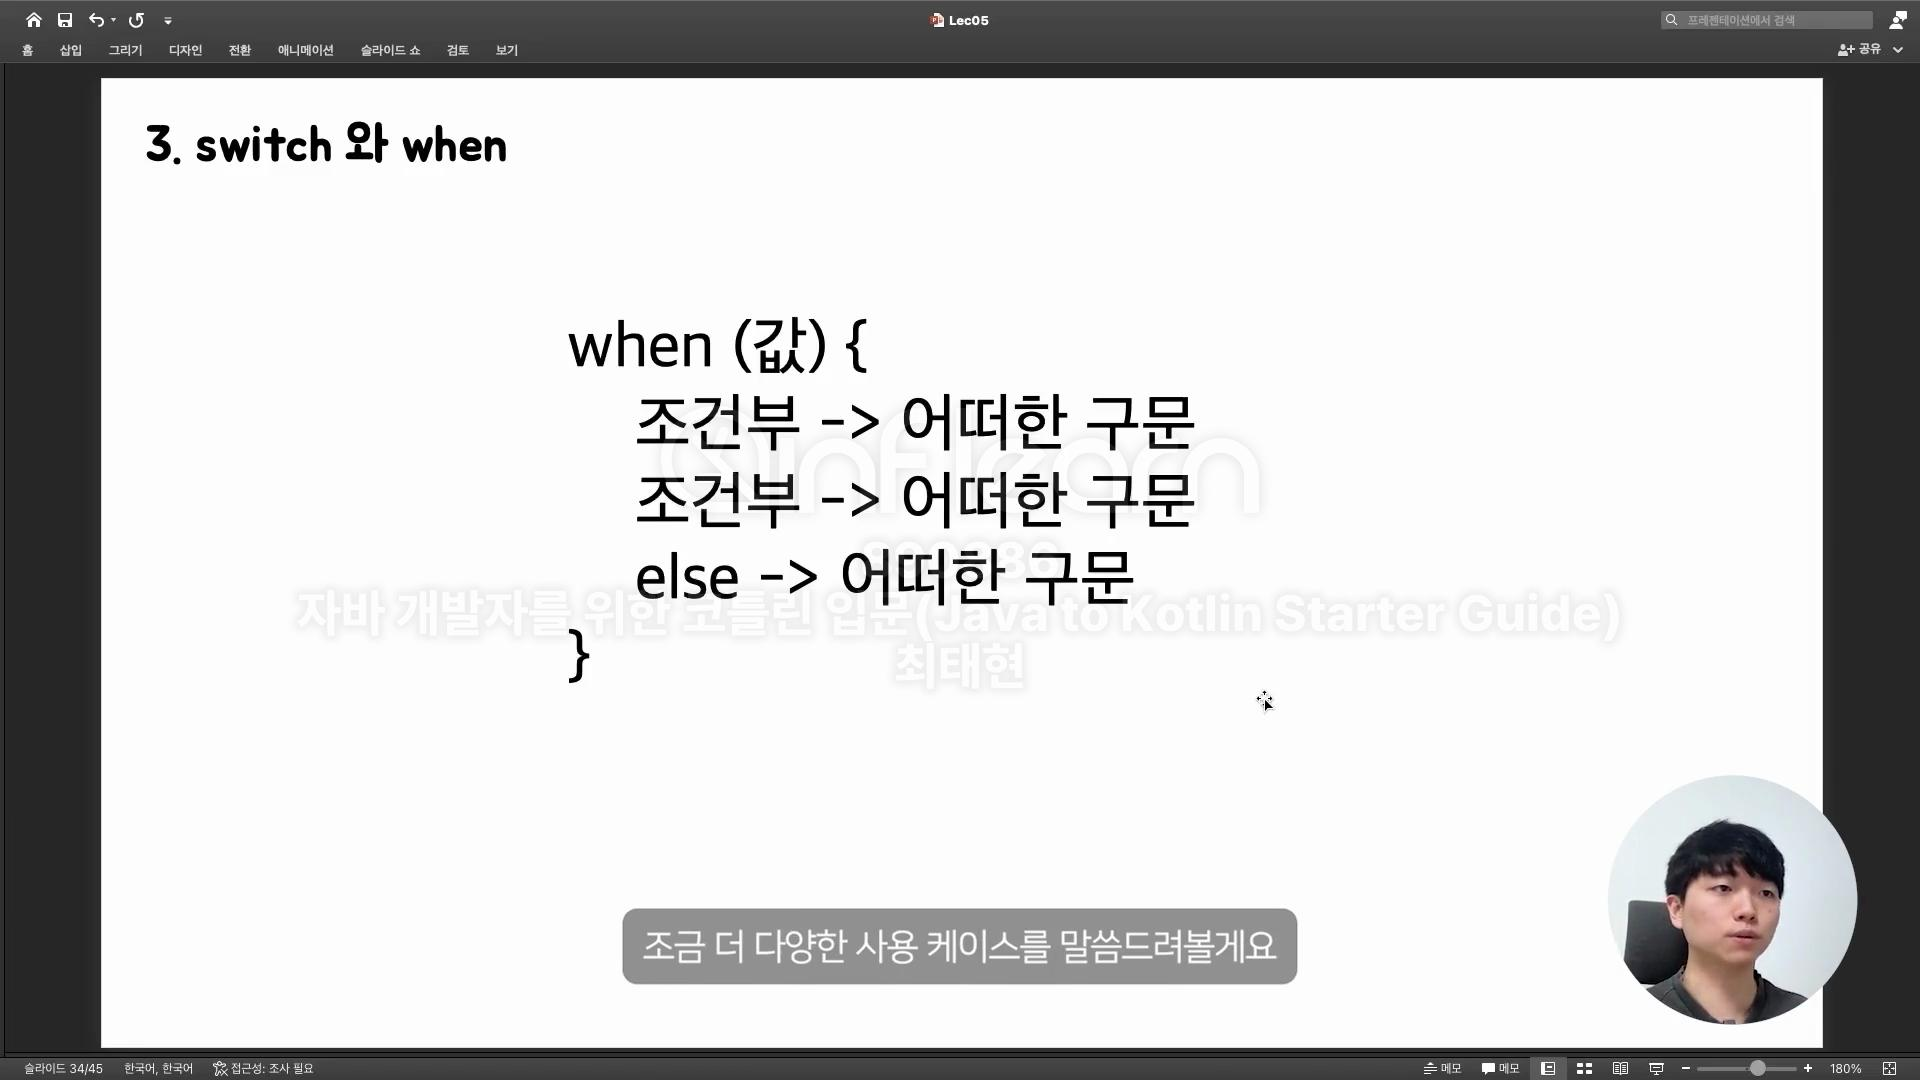 Lec05
프레젠테이션에서 검색
홈 삽입 그리기 디자인 전환 애니메이션 슬라이드 쇼 검토 보기
공유
3. switch 와 when
when (값) {
조건부 -> 어떠한 구문
조건부 -> 어떠한 구문
else -> 어떠한 구문
}
inflearn
자바 개발자를 위한 코틀린 입문(Java to Kotlin Starter Guide)
최태현
조금 더 다양한 사용 케이스를 말씀드려볼게요
슬라이드 34/45 한국어, 한국어 접근성: 조사 필요 메모 메모 180%